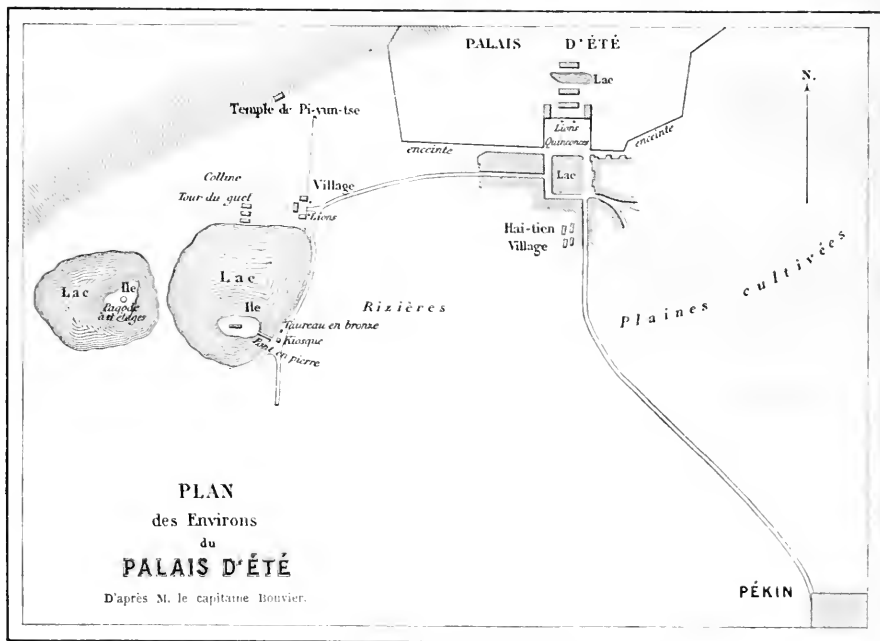 PALAIS D'ÉTÉ
N.
Lac
Temple de Pi-yun-tse
Lions
Quinconces
enceinte
enceinte
Colline
Village
Lac
Tour du guet
Lions
Hai-tien
Village
Plaines cultivées
Lac
Ile
Pagode
à étages
Lac
Ile
Rizières
Taureau en bronze
Kiosque
Pont en pierre
PLAN
des Environs
du
PALAIS D'ÉTÉ
D'après M. le capitaine Bouvier.
PÉKIN